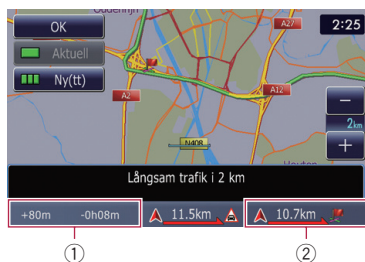 Oudenrijn
OK
A27
2:25
Aktuell
Ny(tt)
A2
A12
−
2km
N408
+
Houten
Långsam trafik i 2 km
+80m -0h08m 11.5km 10.7km
① ②